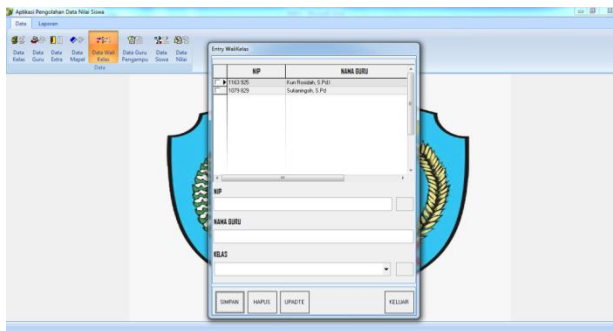 Aplikasi Pengolahan Data Nilai Siswa
Data Laporan
Data Kelas
Data Guru
Data Extra
Data Mapel
Data Wali Kelas
Data Guru Pengampu
Data Siswa
Data Nilai
Data
Entry WaliKelas
NIP NAMA GURU
1163 925 Kun Rosidah, S.Pd.I
1079 829 Sutaningsih, S.Pd
NIP
NAMA GURU
KELAS
SIMPAN HAPUS UPADTE KELUAR